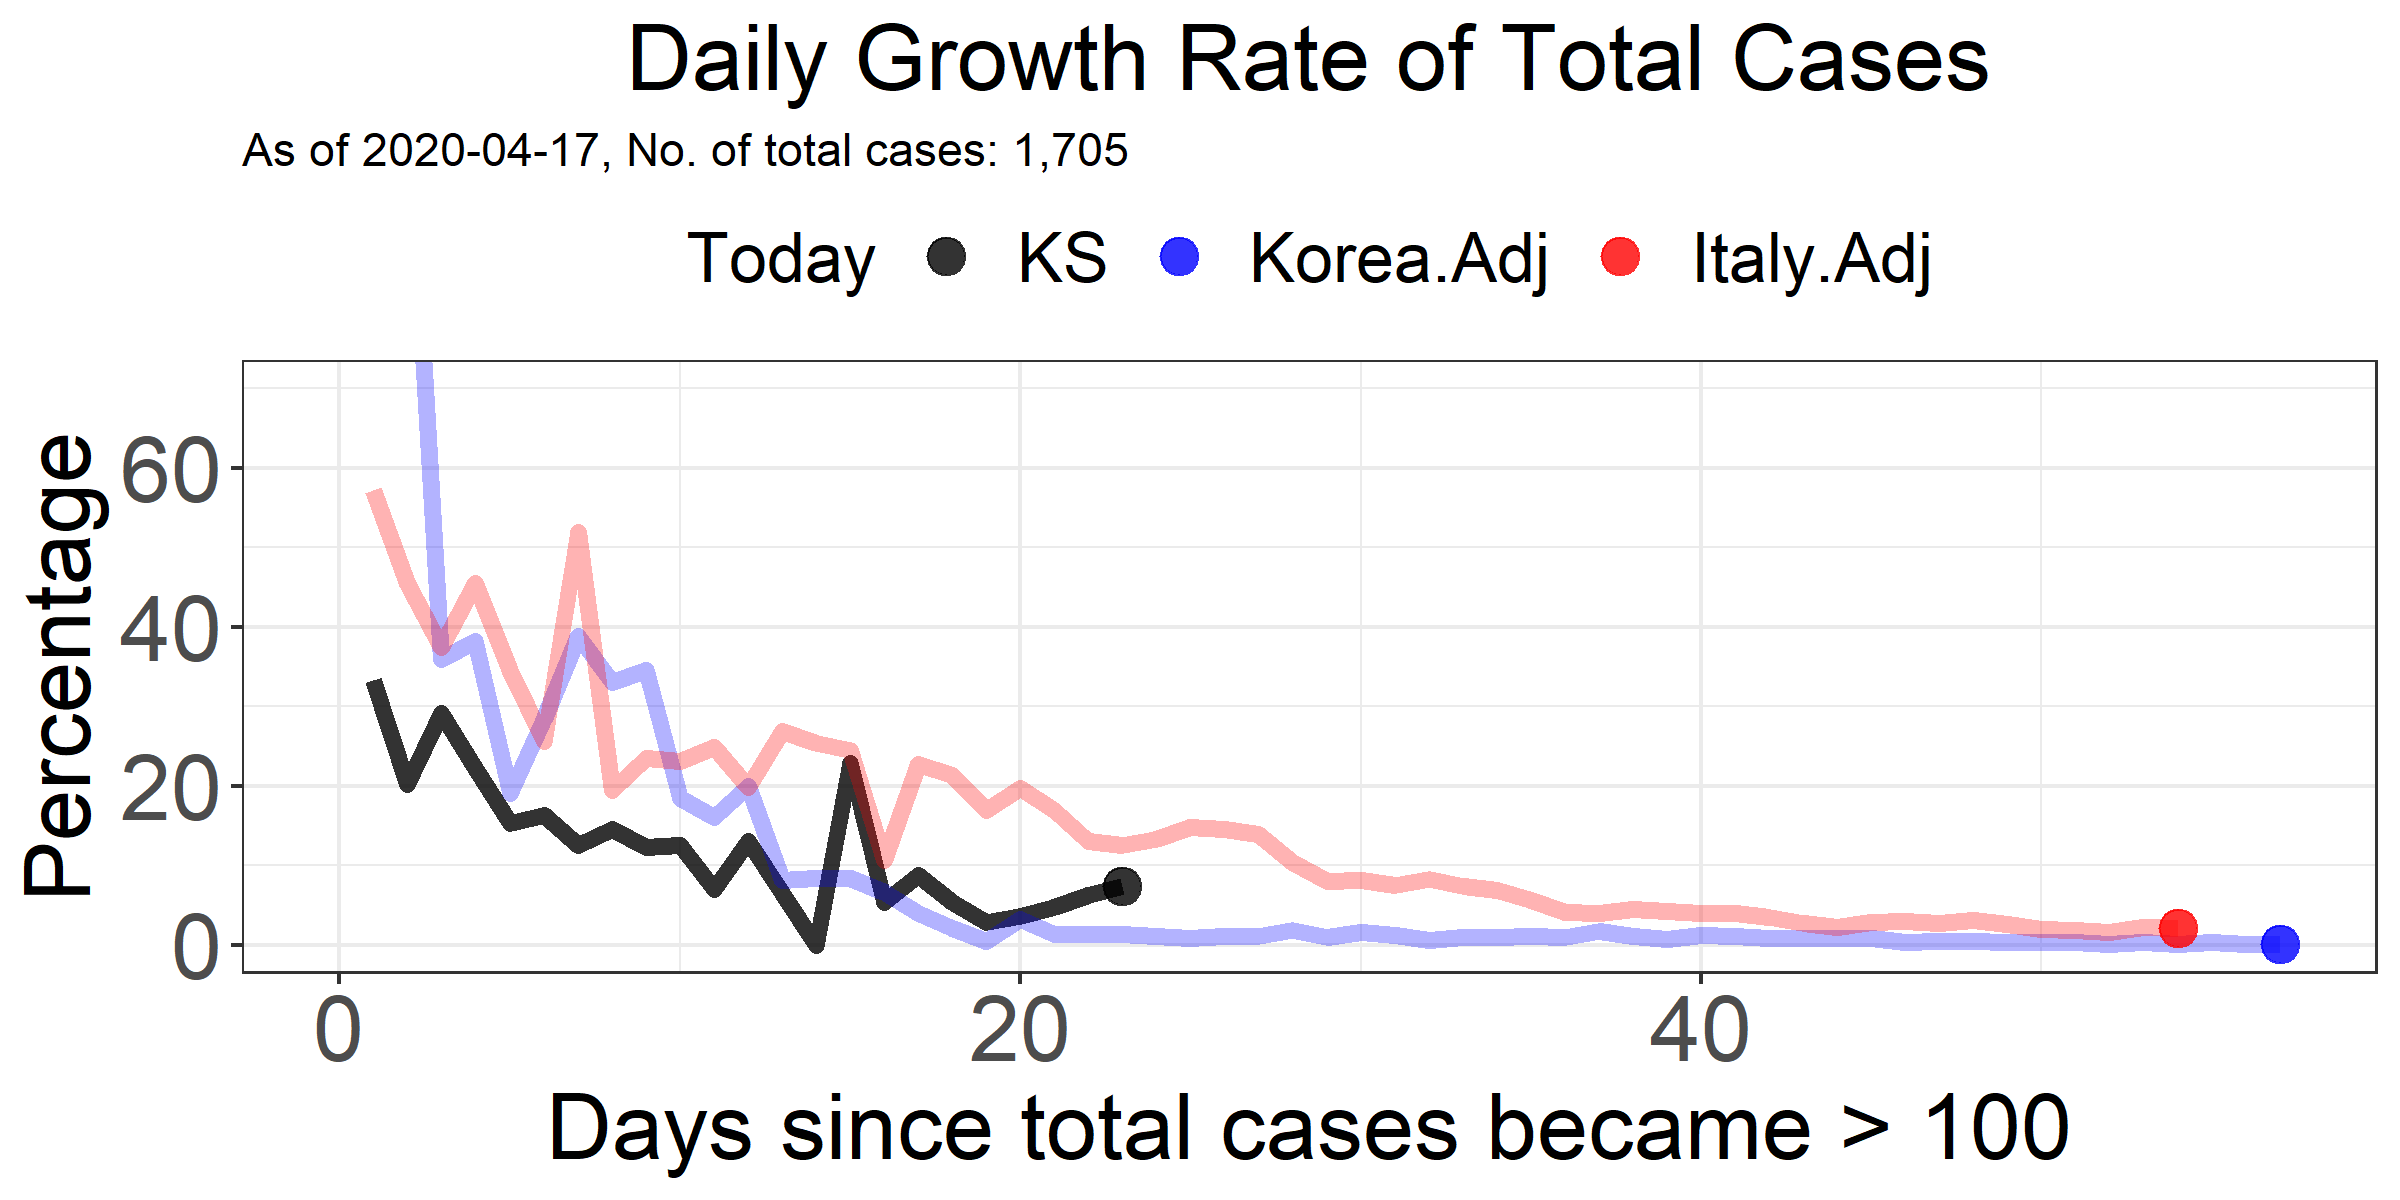 Daily Growth Rate of Total Cases
As of 2020-04-17, No. of total cases: 1,705
Today KS Korea.Adj Italy.Adj
Percentage
60
40
20
0
0 20 40
Days since total cases became > 100